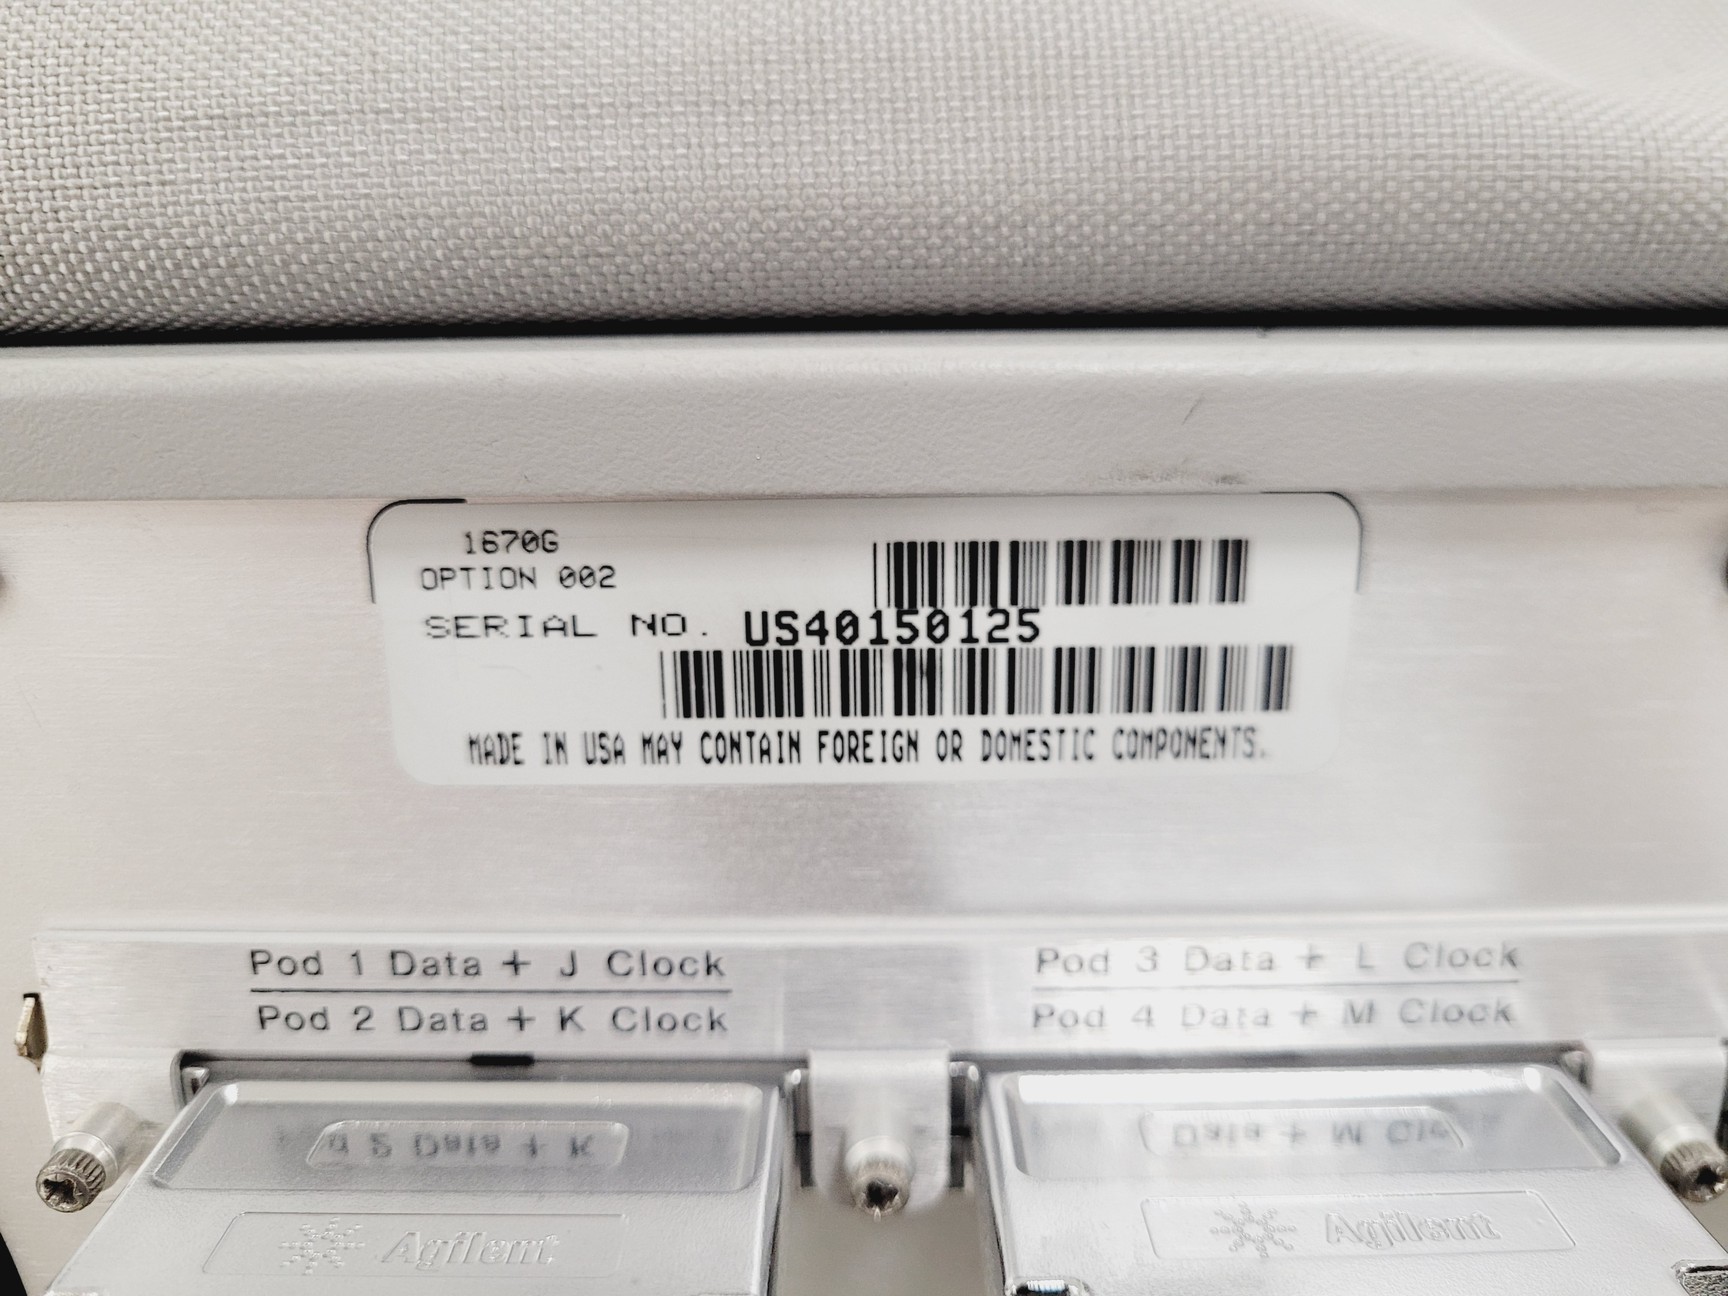 1670G
OPTION 002
SERIAL NO. US40150125
MADE IN USA MAY CONTAIN FOREIGN OR DOMESTIC COMPONENTS.
Pod 1 Data + J Clock
Pod 2 Data + K Clock
Pod 3 Data + L Clock
Pod 4 Data + M Clock
Agilent
Agilent